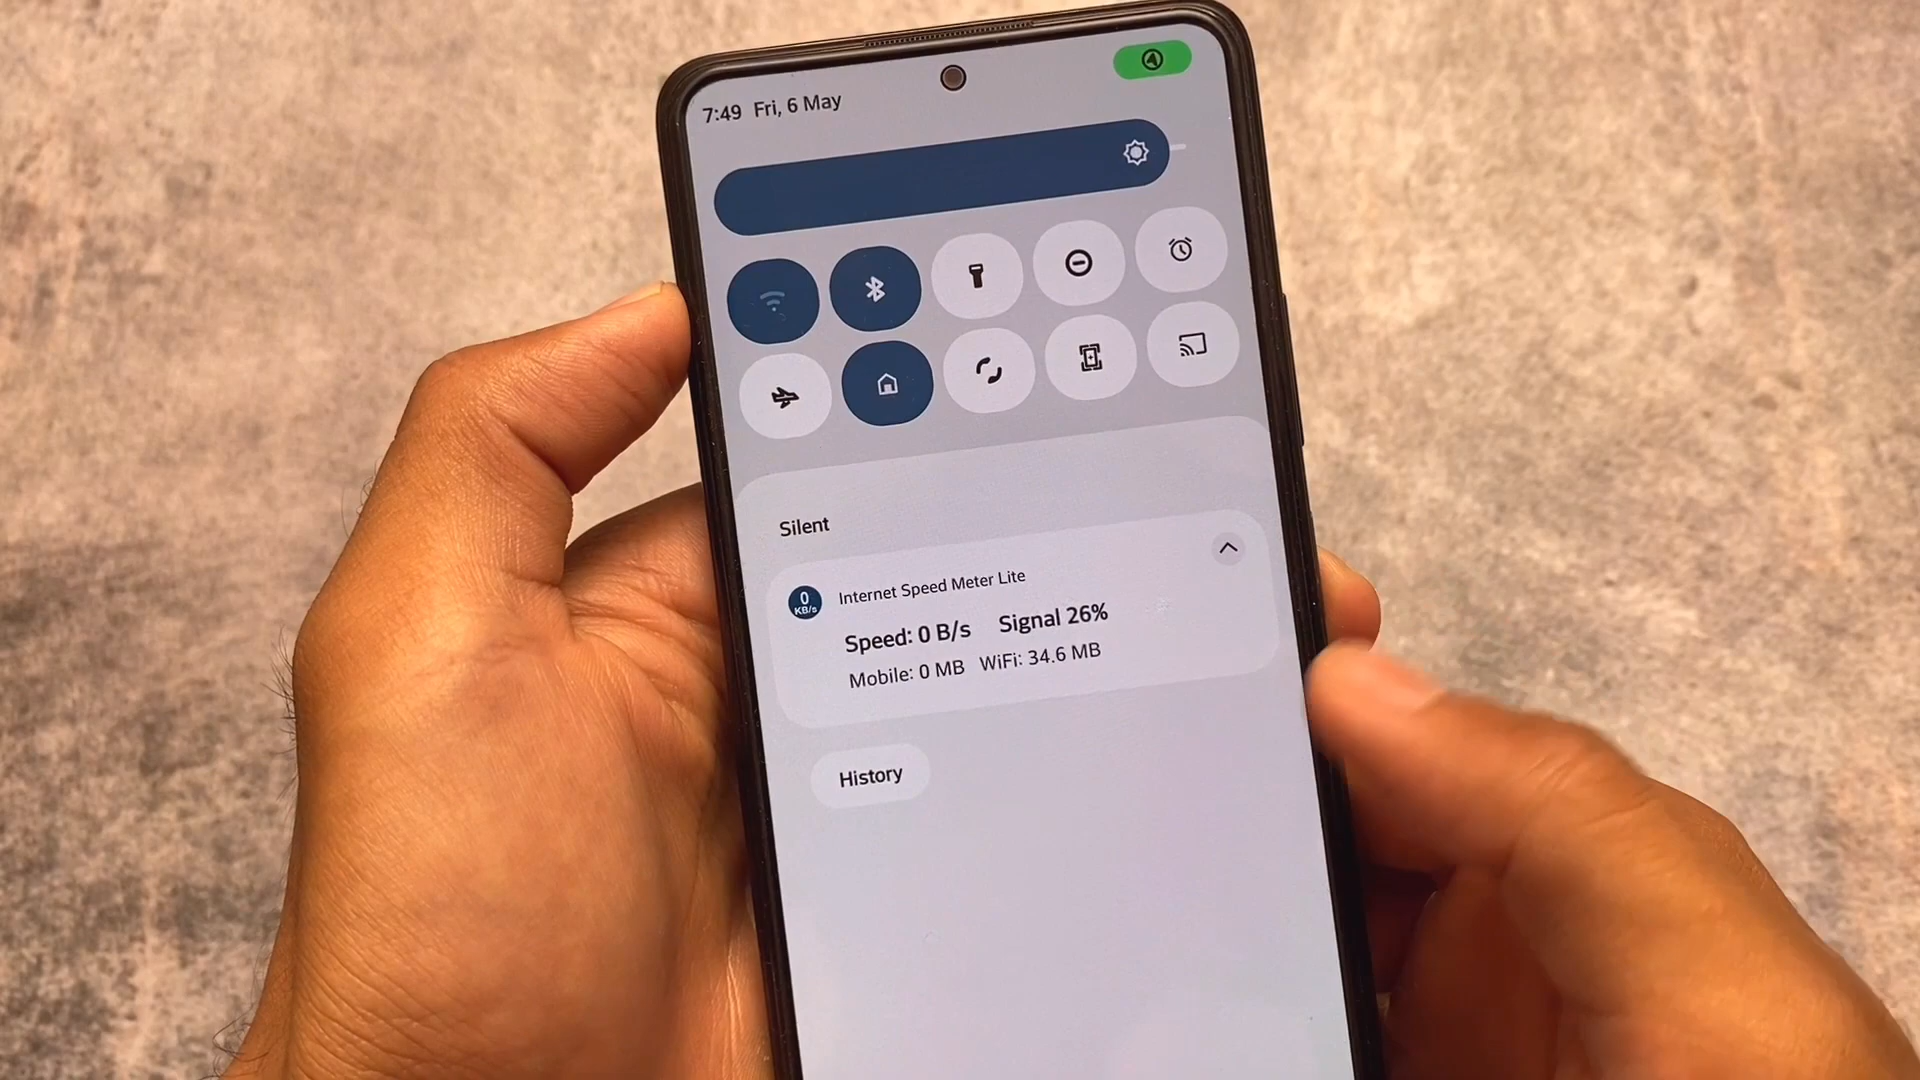 7:49 Fri, 6 May
Silent
0 KB/s
Internet Speed Meter Lite
Speed: 0 B/s Signal 26%
Mobile: 0 MB WiFi: 34.6 MB
History